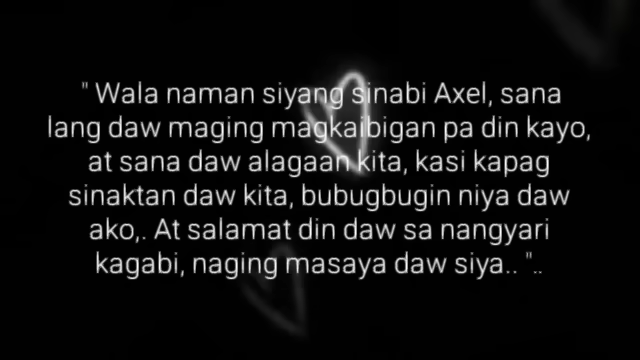 " Wala naman siyang sinabi Axel, sana
lang daw maging magkaibigan pa din kayo,
at sana daw alagaan kita, kasi kapag
sinaktan daw kita, bubugbugin niya daw
ako,. At salamat din daw sa nangyari
kagabi, naging masaya daw siya.. "..